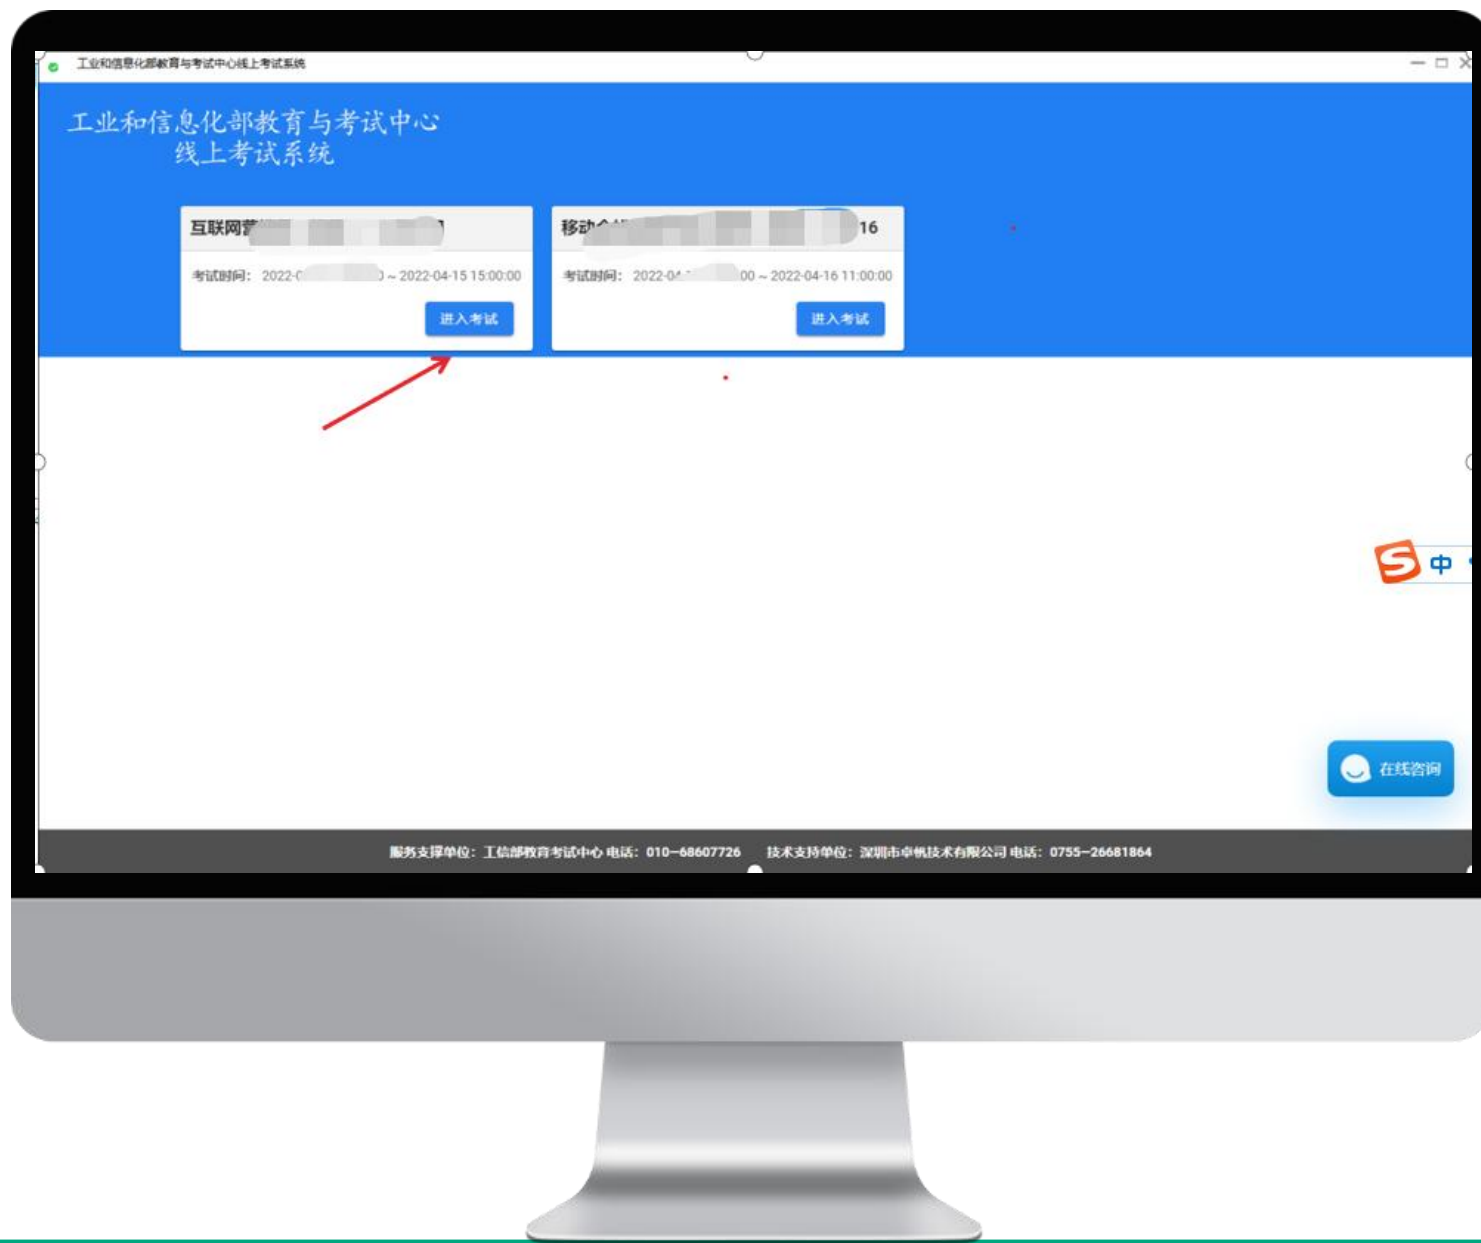 工业和信息化部教育与考试中心线上考试系统
工业和信息化部教育与考试中心
线上考试系统
互联网营
移动 16
考试时间： 2022-0 0 ~ 2022-04-15 15:00:00
考试时间： 2022-04- 00 ~ 2022-04-16 11:00:00
进入考试
进入考试
中
在线咨询
服务支撑单位：工信部教育考试中心 电话：010-68607726 技术支持单位：深圳市卓帆技术有限公司 电话：0755-26681864